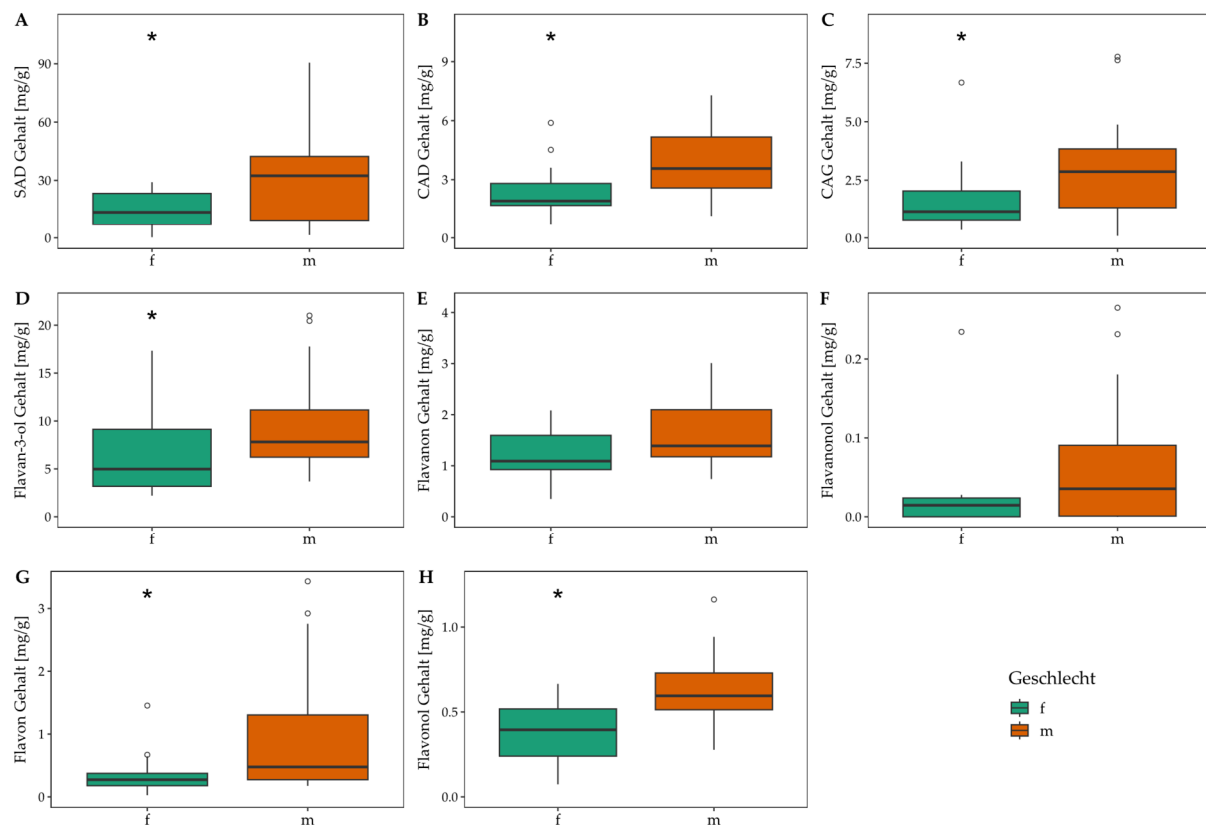 A
SAD Gehalt [mg/g]
90
60
30
0
*
f
m
B
CAD Gehalt [mg/g]
9
6
3
0
*
f
m
C
CAG Gehalt [mg/g]
7.5
5.0
2.5
0.0
*
f
m
D
Flavan-3-ol Gehalt [mg/g]
20
15
10
5
0
*
f
m
E
Flavanon Gehalt [mg/g]
4
3
2
1
0
f
m
F
Flavanonol Gehalt [mg/g]
0.2
0.1
0.0
f
m
G
Flavon Gehalt [mg/g]
3
2
1
0
*
f
m
H
Flavonol Gehalt [mg/g]
1.0
0.5
0.0
*
f
m
Geschlecht
f
m